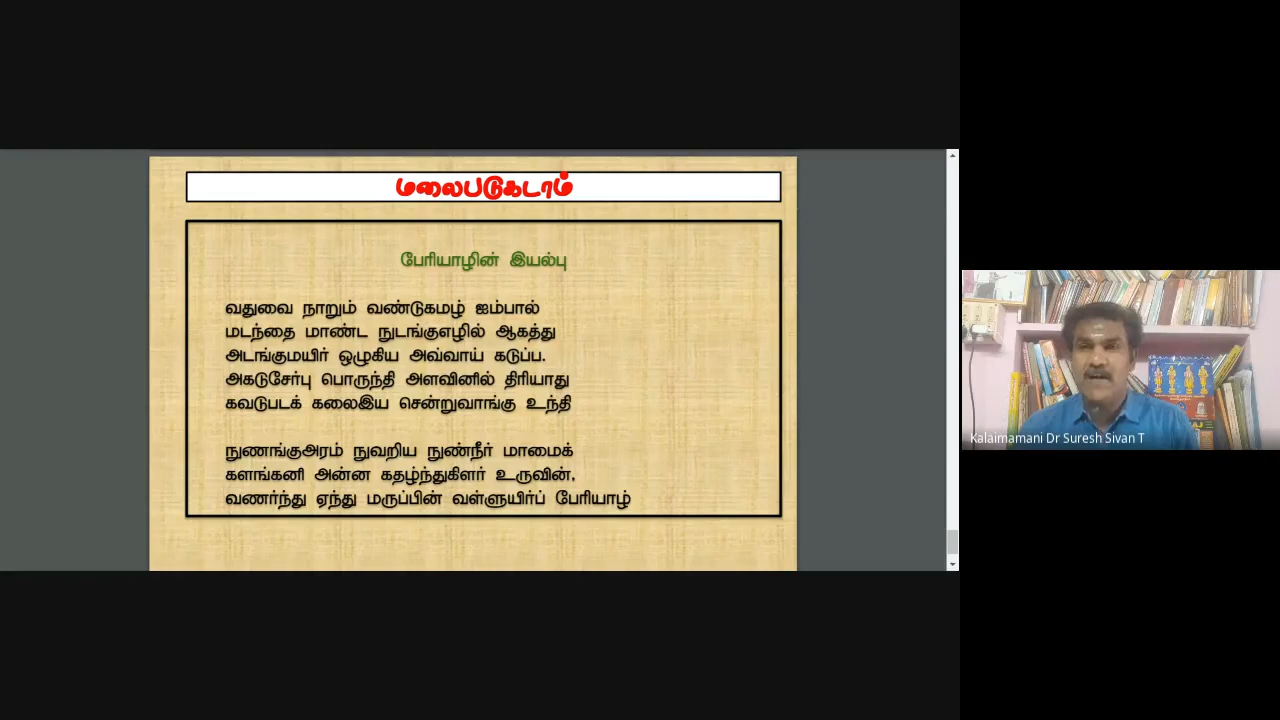 மலைபடுகடாம்
பேரியாழின் இயல்பு
வதுவை நாறும் வண்டுகமழ் ஐம்பால்
மடந்தை மாண்ட நுடங்குஎழில் ஆகத்து
அடங்குமயிர் ஒழுகிய அவ்வாய் கடுப்ப.
அகடுசேர்பு பொருந்தி அளவினில் திரியாது
கவடுபடக் கலைஇய சென்றுவாங்கு உந்தி
நுணங்குஅரம் நுவறிய நுண்நீர் மாமைக்
களங்கனி அன்ன கதழ்ந்துகிளர் உருவின்,
வணர்ந்து ஏந்து மருப்பின் வள்ளுயிர்ப் பேரியாழ்
Kalaimamani Dr Suresh Sivan T